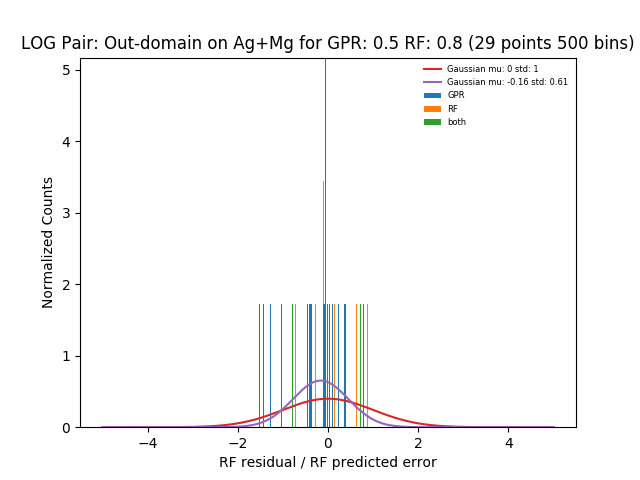 LOG Pair: Out-domain on Ag+Mg for GPR: 0.5 RF: 0.8 (29 points 500 bins)
Normalized Counts
5
4
3
2
1
0
Gaussian mu: 0 std: 1
Gaussian mu: -0.16 std: 0.61
GPR
RF
both
−4 −2 0 2 4
RF residual / RF predicted error